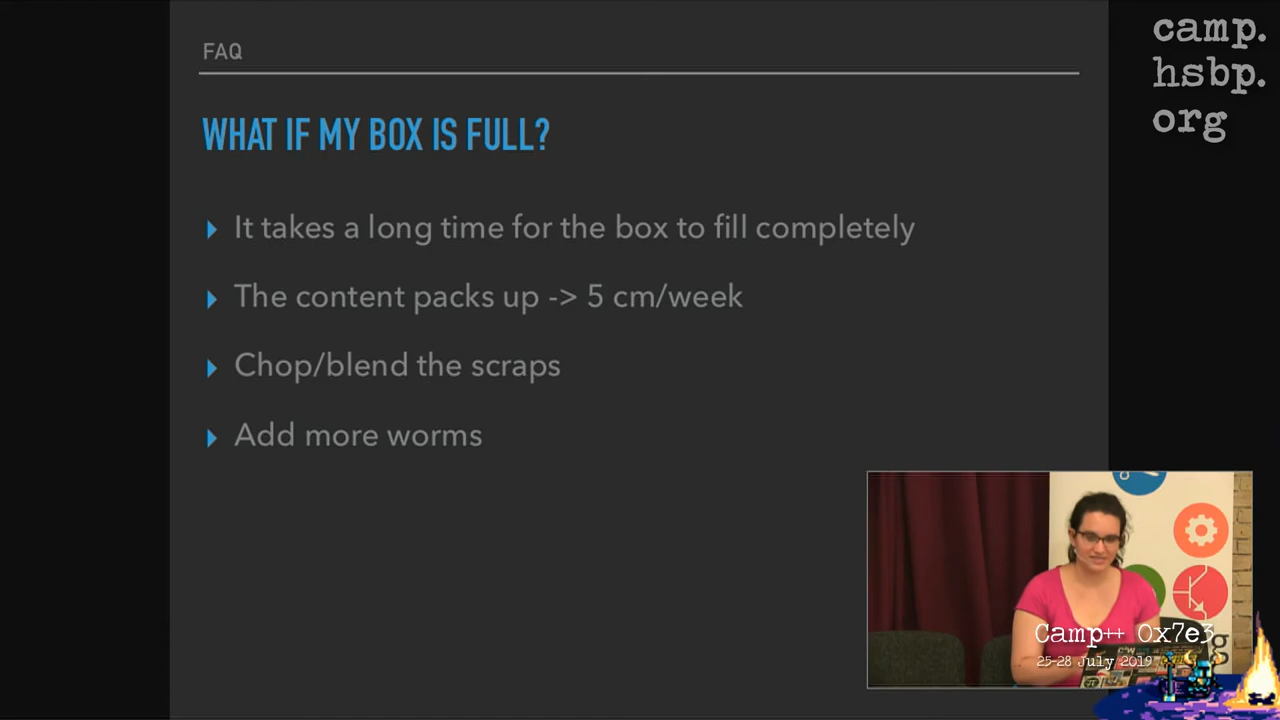 FAQ
camp.
hsbp.
org
WHAT IF MY BOX IS FULL?
It takes a long time for the box to fill completely
The content packs up -> 5 cm/week
Chop/blend the scraps
Add more worms
Camp++ 0x7e3
25-28 July 2019